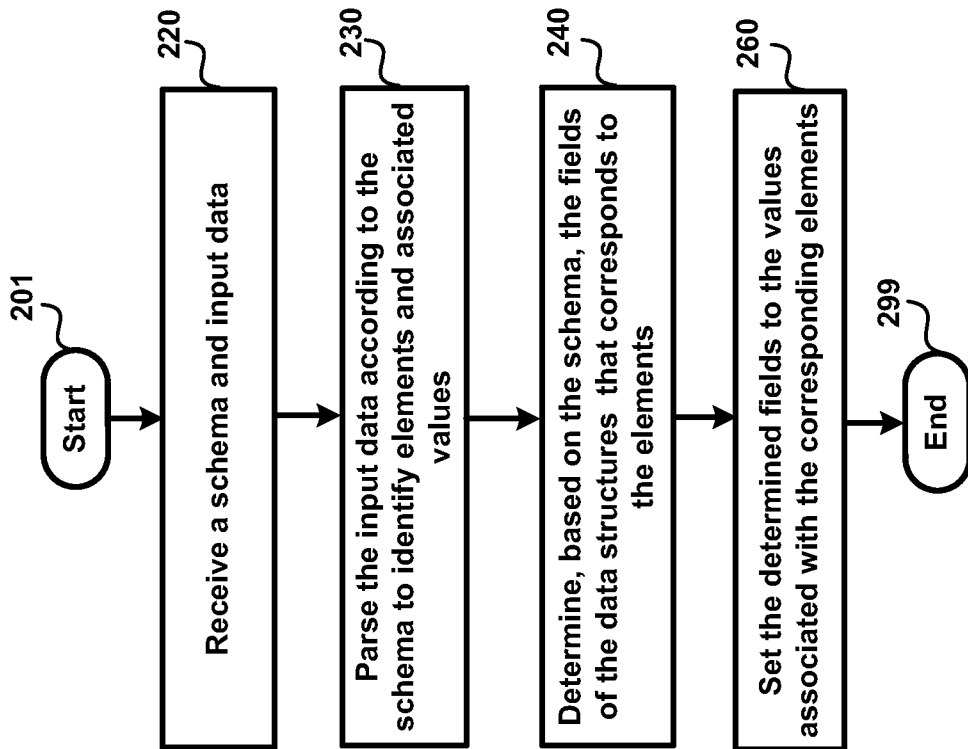 Start
201
Receive a schema and input data
220
Parse the input data according to the
schema to identify elements and associated
values
230
Determine, based on the schema, the fields
of the data structures that corresponds to
the elements
240
Set the determined fields to the values
associated with the corresponding elements
260
End
299